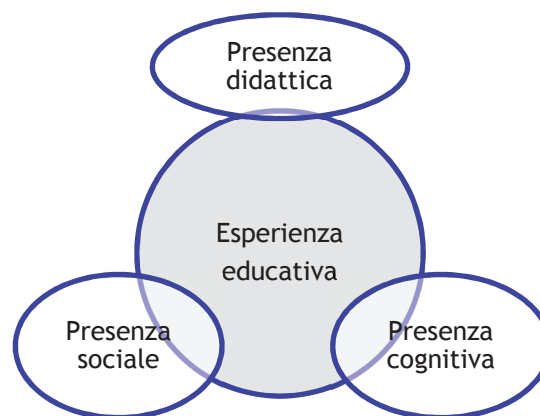 Presenza
didattica
Esperienza
educativa
Presenza
sociale
Presenza
cognitiva